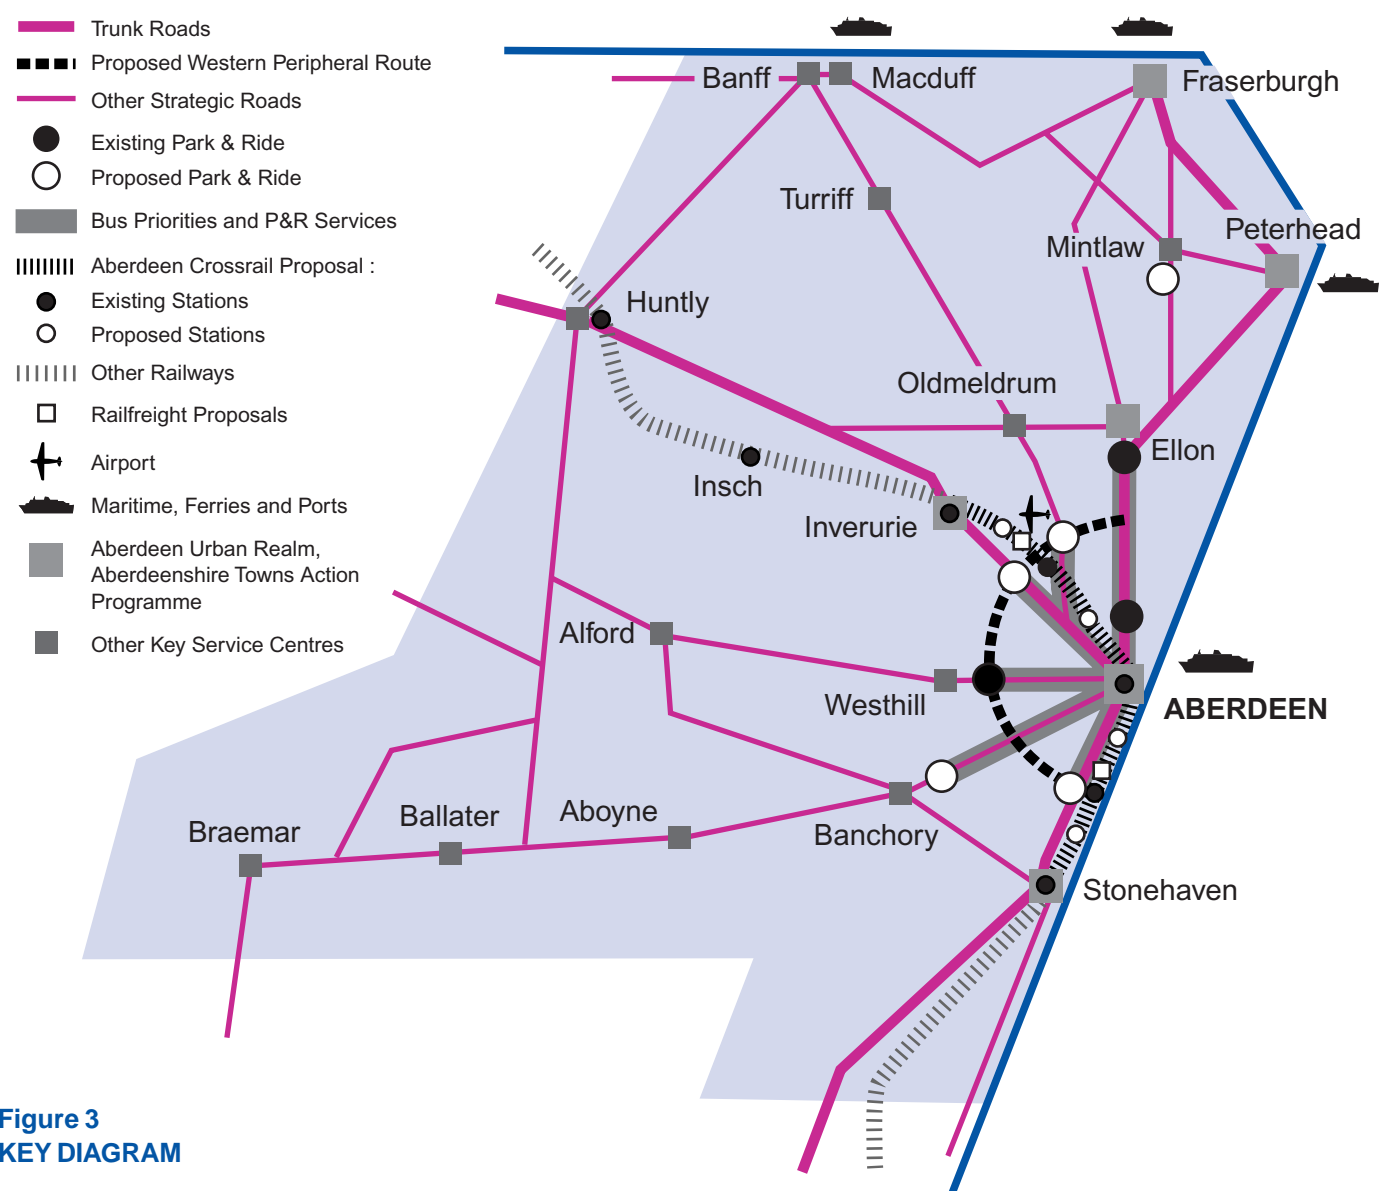 Trunk Roads
Proposed Western Peripheral Route
Other Strategic Roads
Existing Park & Ride
Proposed Park & Ride
Bus Priorities and P&R Services
Aberdeen Crossrail Proposal :
Existing Stations
Proposed Stations
Other Railways
Railfreight Proposals
Airport
Maritime, Ferries and Ports
Aberdeen Urban Realm,
Aberdeenshire Towns Action
Programme
Other Key Service Centres
Banff
Macduff
Fraserburgh
Turriff
Peterhead
Mintlaw
Huntly
Oldmeldrum
Ellon
Insch
Inverurie
Alford
Westhill
ABERDEEN
Aboyne
Ballater
Braemar
Banchory
Stonehaven
Figure 3
KEY DIAGRAM